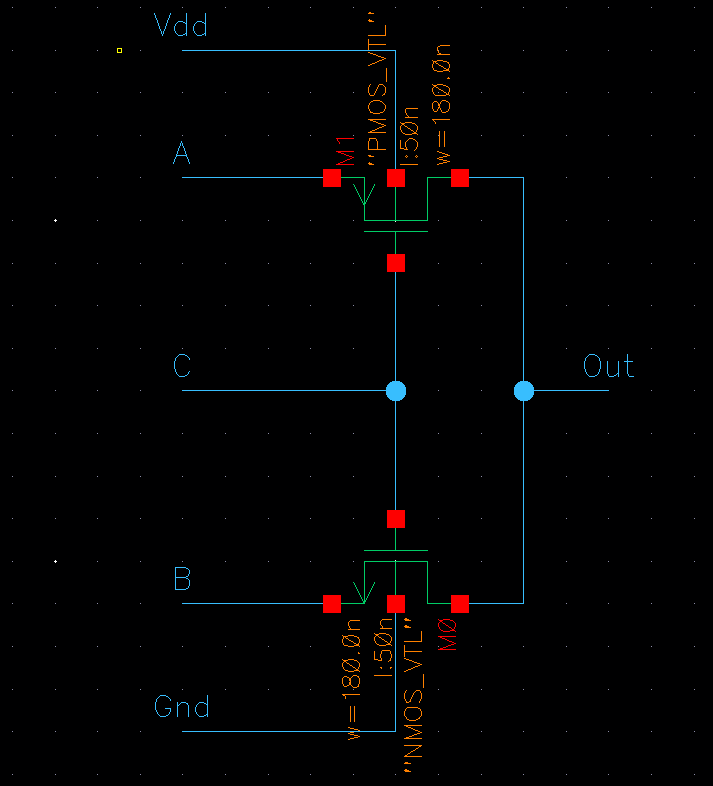 Vdd
A
M1
"PMOS_VTL"
l:50n
w=180.0n
C
Out
B
w=180.0n
l:50n
"NMOS_VTL"
M0
Gnd